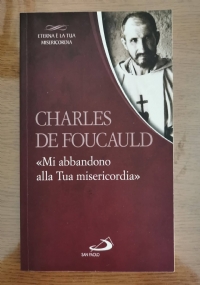 ETERNA È LA TUA
MISERICORDIA
CHARLES
DE FOUCAULD
«Mi abbandono
alla Tua misericordia»
SAN PAOLO